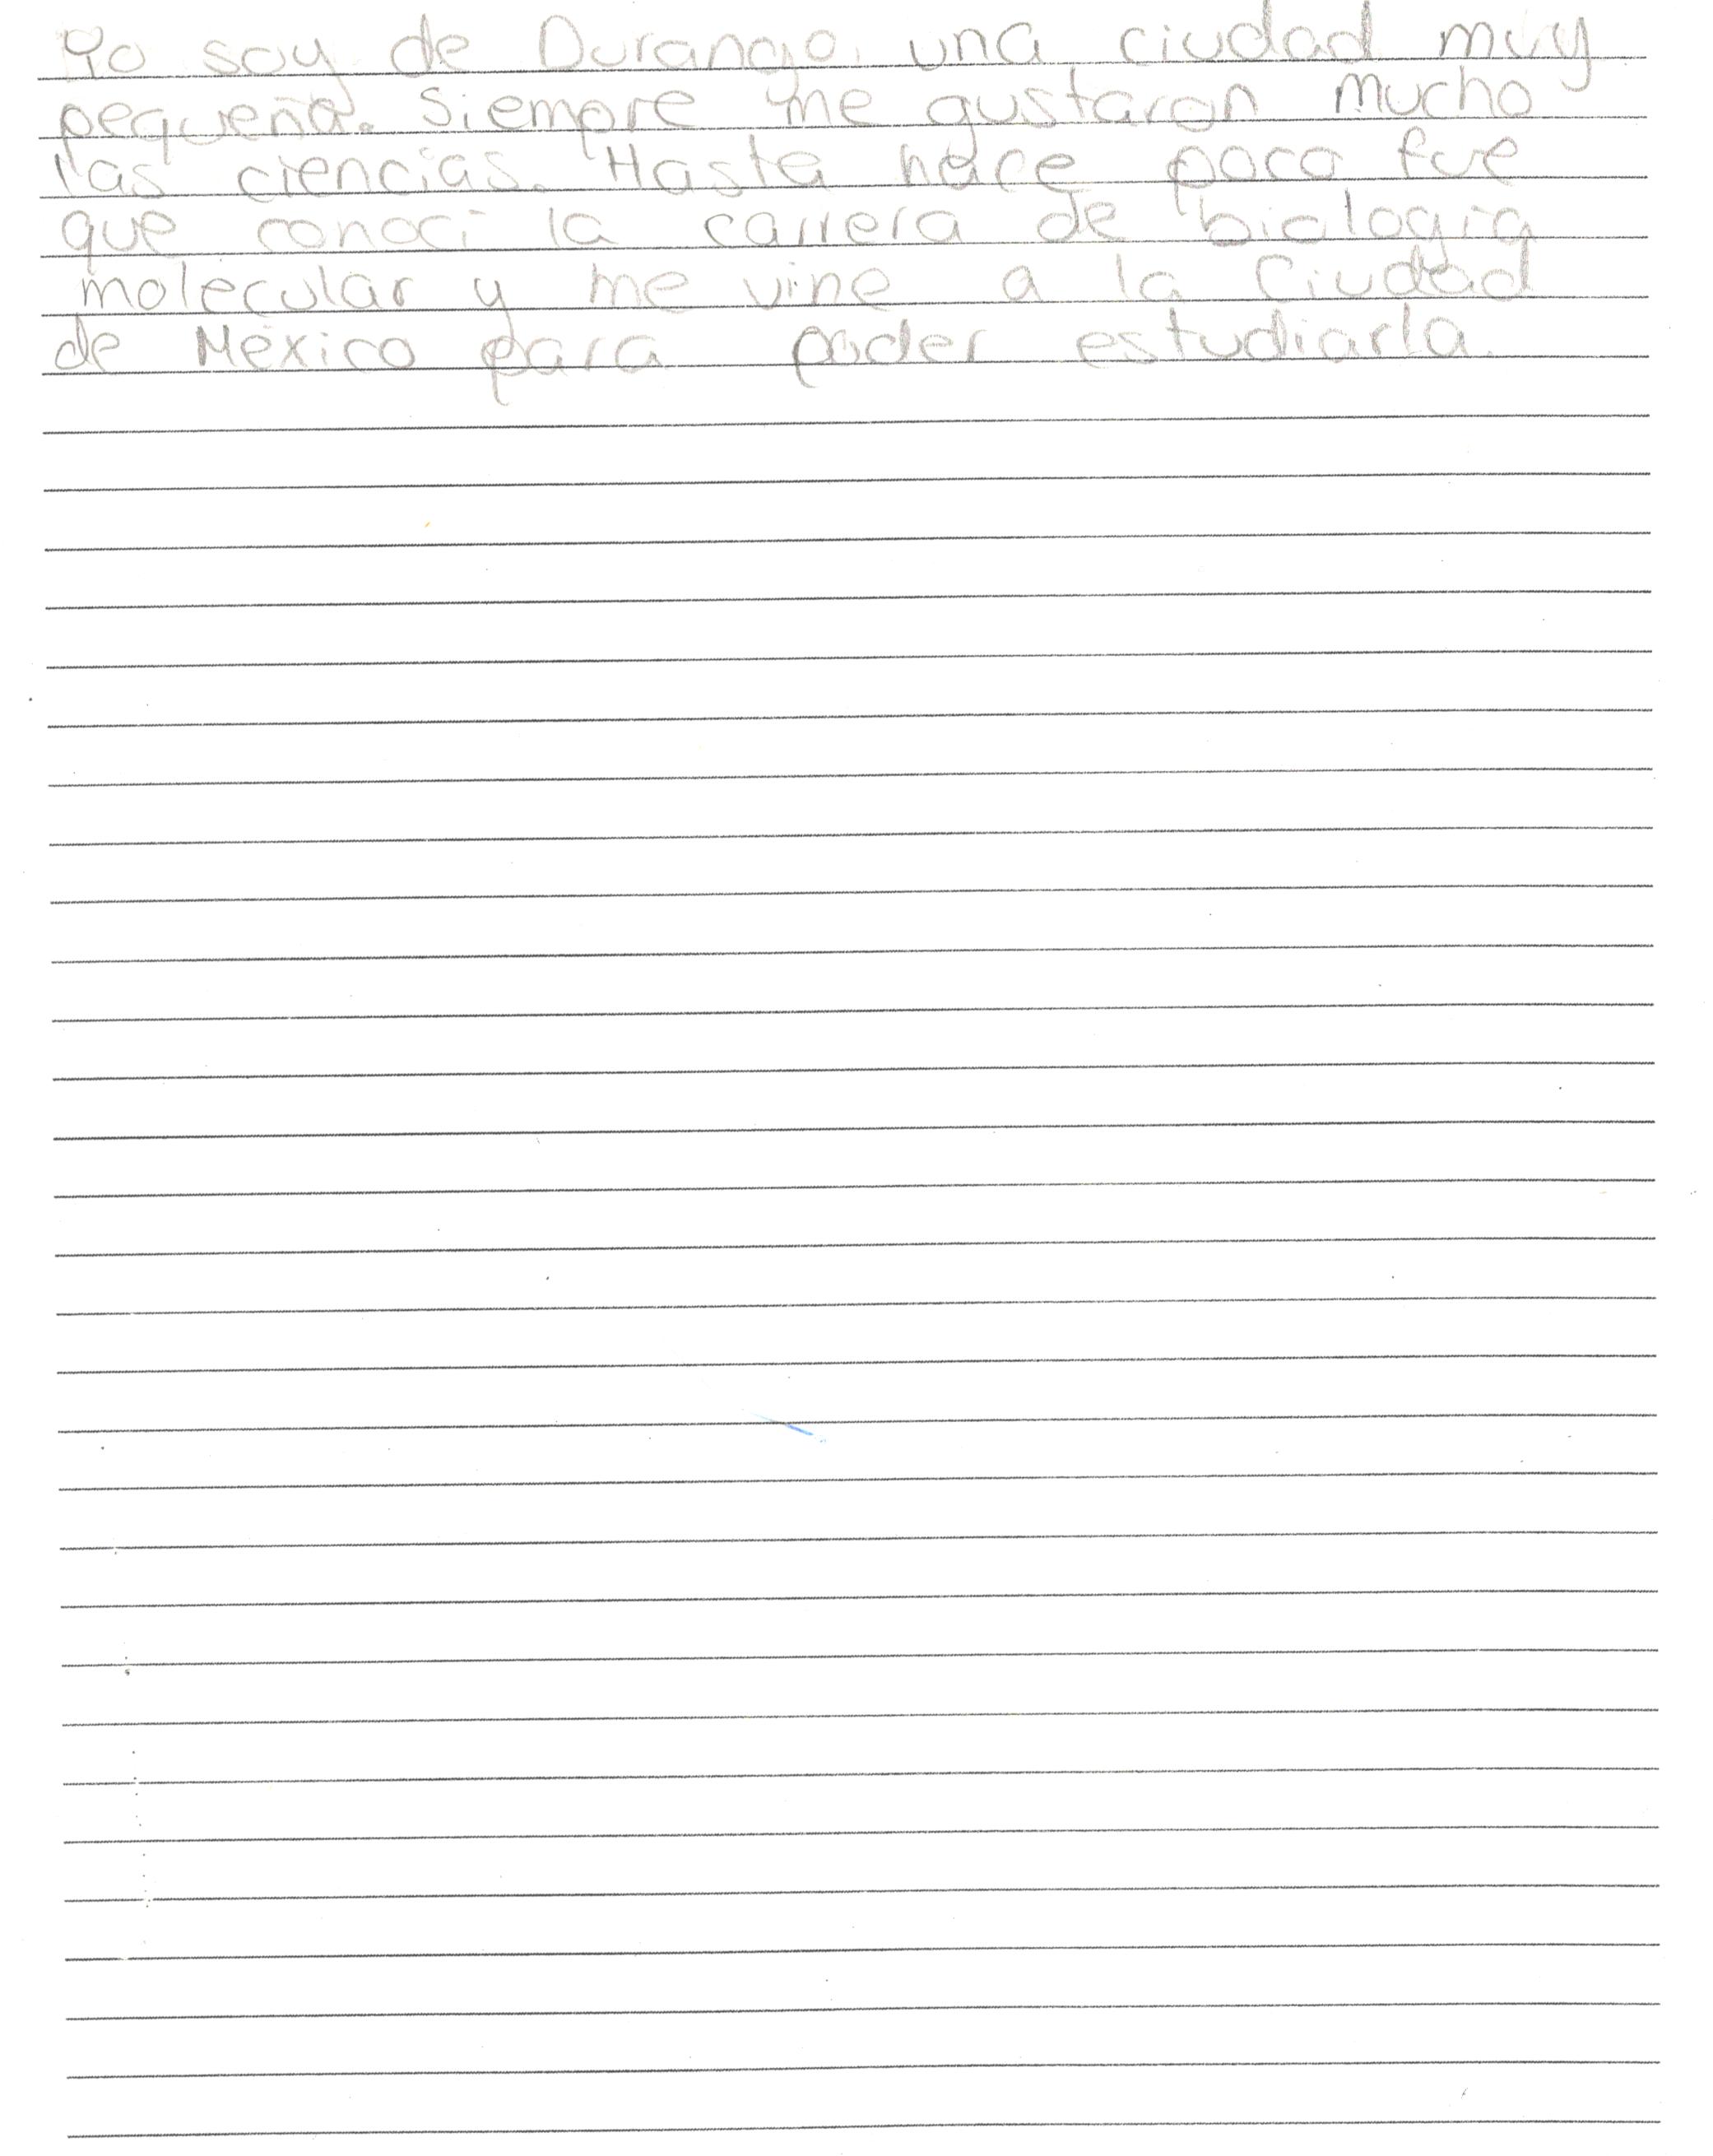 Yo soy de Durango, una ciudad muy
pequeña. Siempre me gustaron mucho
las ciencias. Hasta hace poco fue
que conoci la carrera de biología
molecular y me vine a la Ciudad
de México para poder estudiarla.